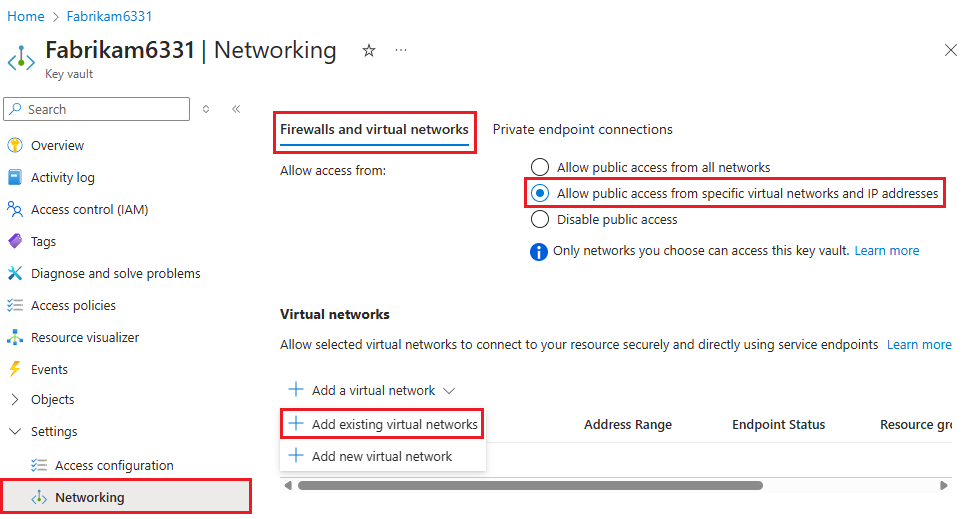 Home > Fabrikam6331
Fabrikam6331 | Networking
Key vault
Search
Overview
Activity log
Access control (IAM)
Tags
Diagnose and solve problems
Access policies
Resource visualizer
Events
Objects
Settings
Access configuration
Networking
Firewalls and virtual networks Private endpoint connections
Allow access from:
Allow public access from all networks
Allow public access from specific virtual networks and IP addresses
Disable public access
Only networks you choose can access this key vault. Learn more
Virtual networks
Allow selected virtual networks to connect to your resource securely and directly using service endpoints Learn more
Add a virtual network
Add existing virtual networks
Add new virtual network
Address Range Endpoint Status Resource gro